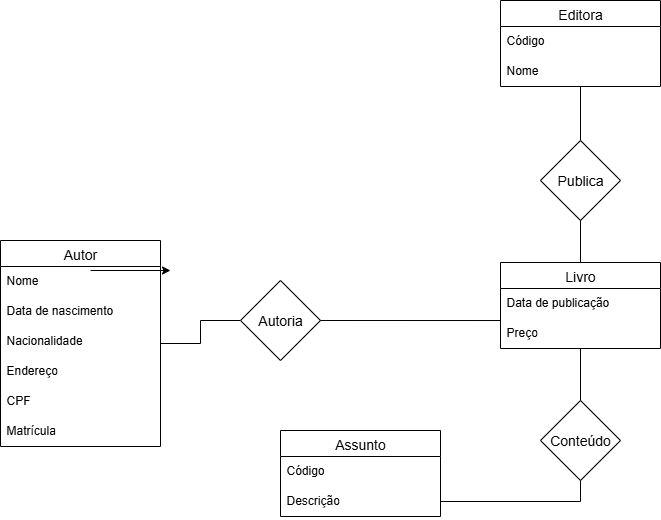 Editora
Código
Nome
Publica
Autor
Nome
Data de nascimento
Nacionalidade
Endereço
CPF
Matrícula
Autoria
Livro
Data de publicação
Preço
Conteúdo
Assunto
Código
Descrição